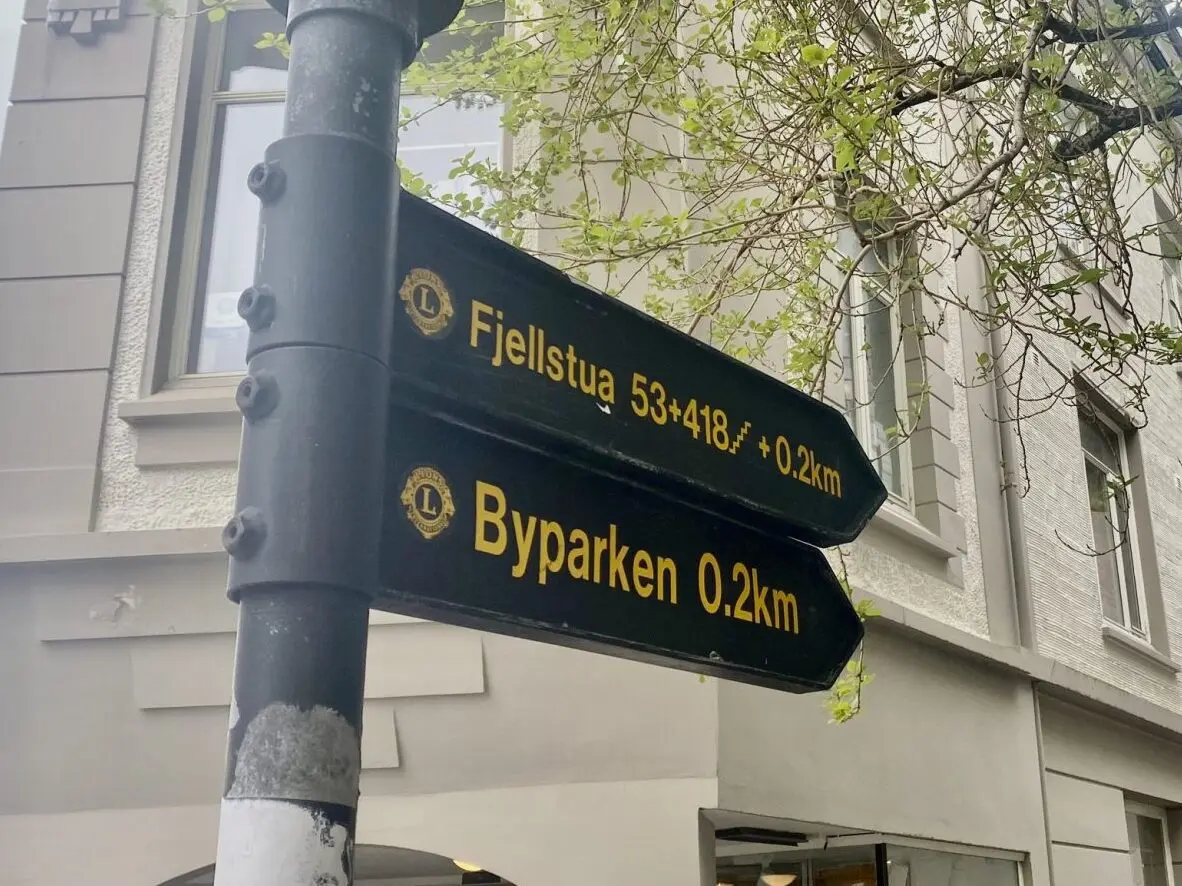 L
Fjellstua 53+418 + 0.2km
L
Byparken 0.2km